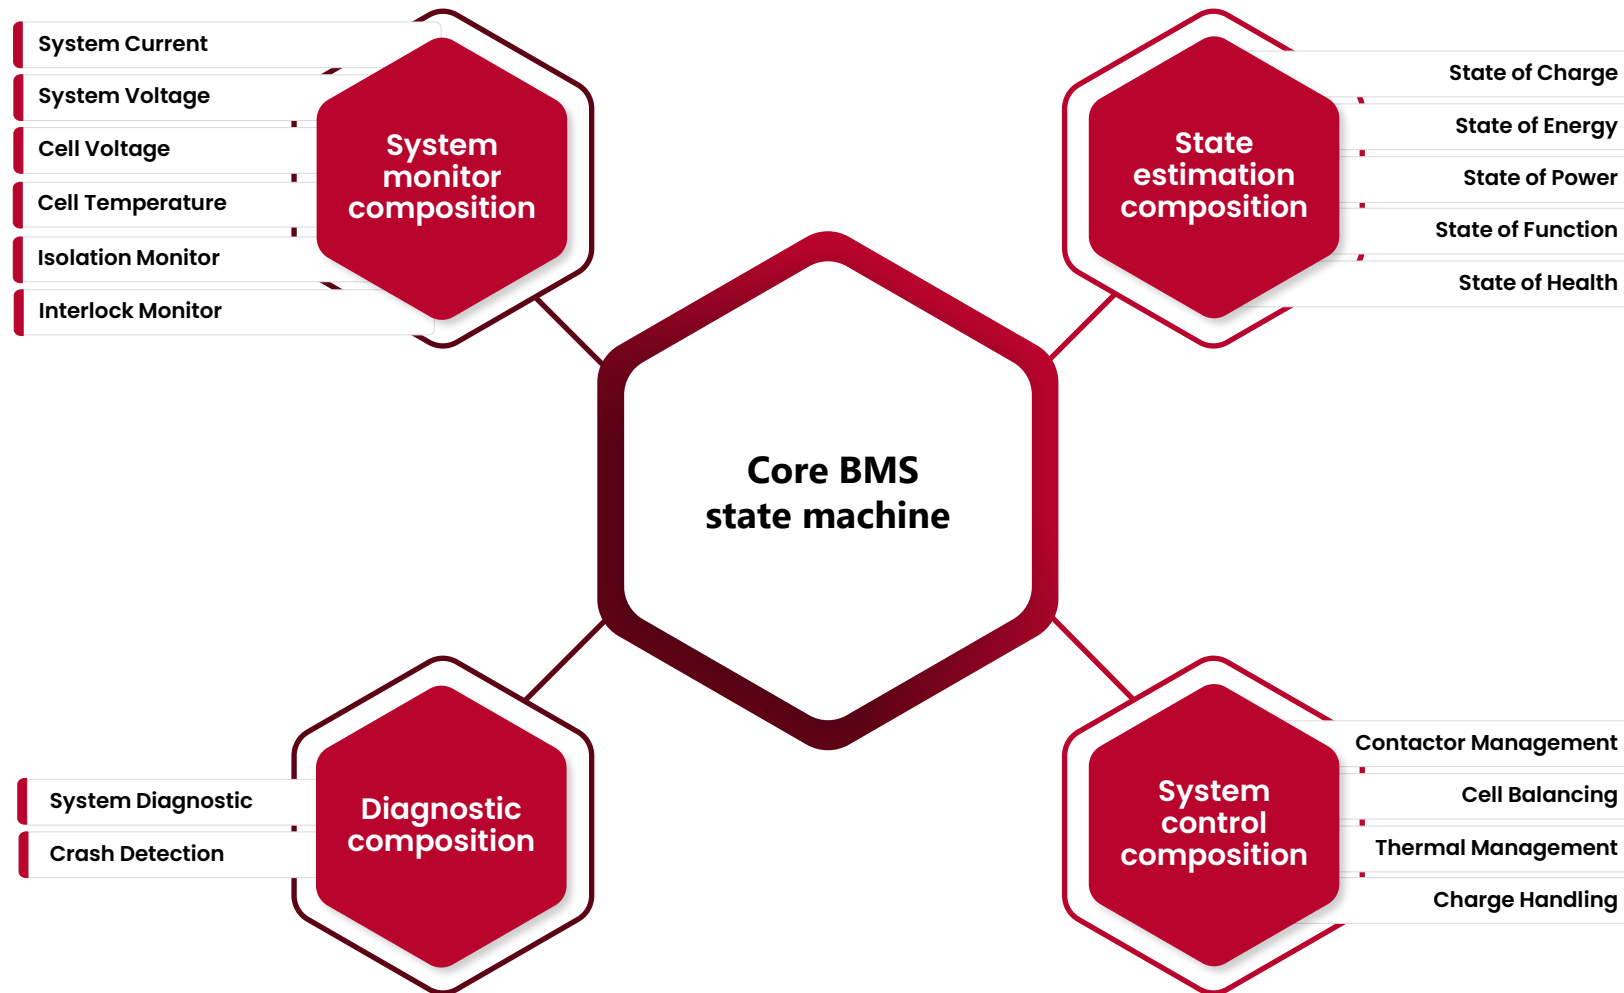 System Current
System Voltage
Cell Voltage
Cell Temperature
Isolation Monitor
Interlock Monitor
System
monitor
composition
State
estimation
composition
State of Charge
State of Energy
State of Power
State of Function
State of Health
Core BMS
state machine
System Diagnostic
Crash Detection
Diagnostic
composition
System
control
composition
Contactor Management
Cell Balancing
Thermal Management
Charge Handling